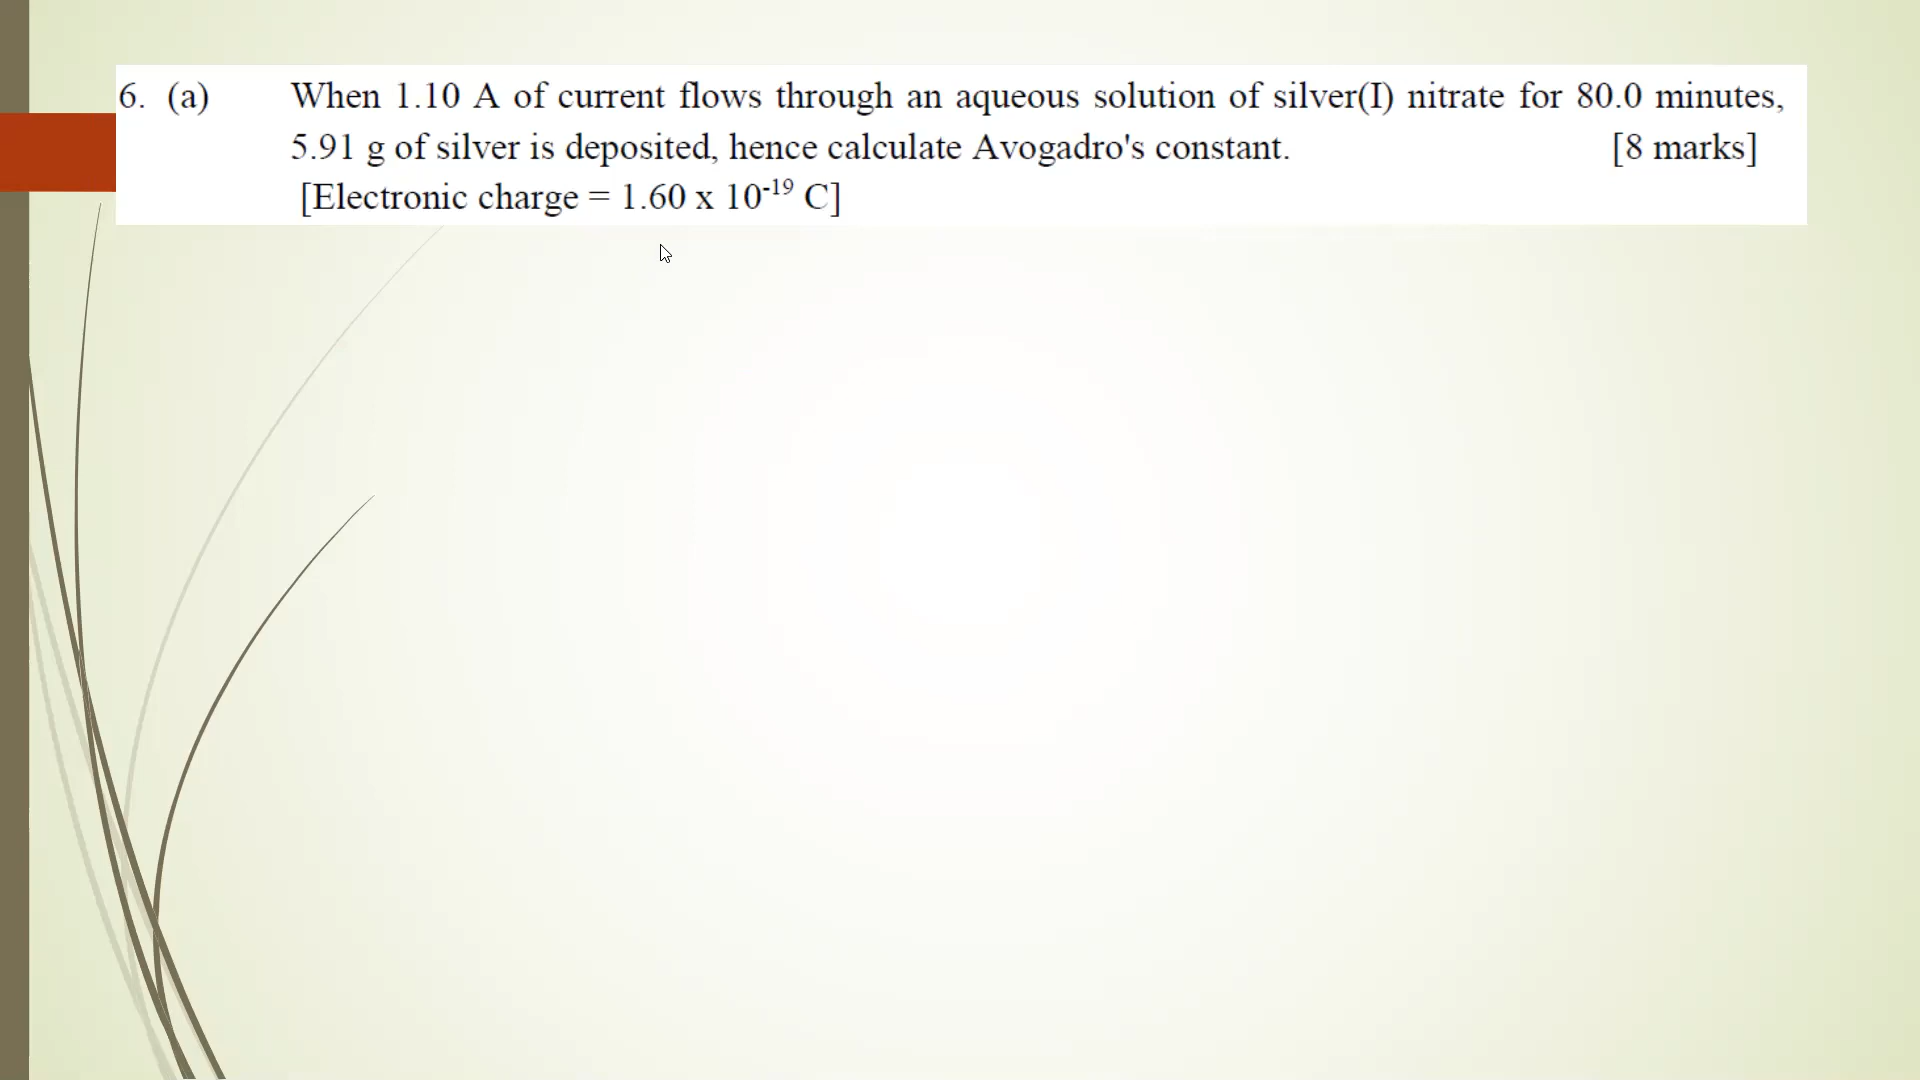 6. (a) When 1.10 A of current flows through an aqueous solution of silver(I) nitrate for 80.0 minutes,
5.91 g of silver is deposited, hence calculate Avogadro's constant. [8 marks]
[Electronic charge = 1.60 x 10⁻¹⁹ C]